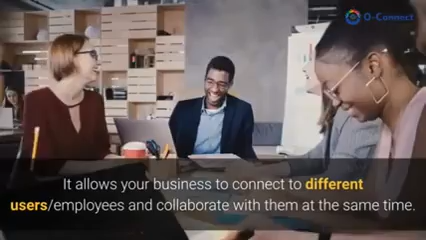 O-Connect
It allows your business to connect to different
users/employees and collaborate with them at the same time.